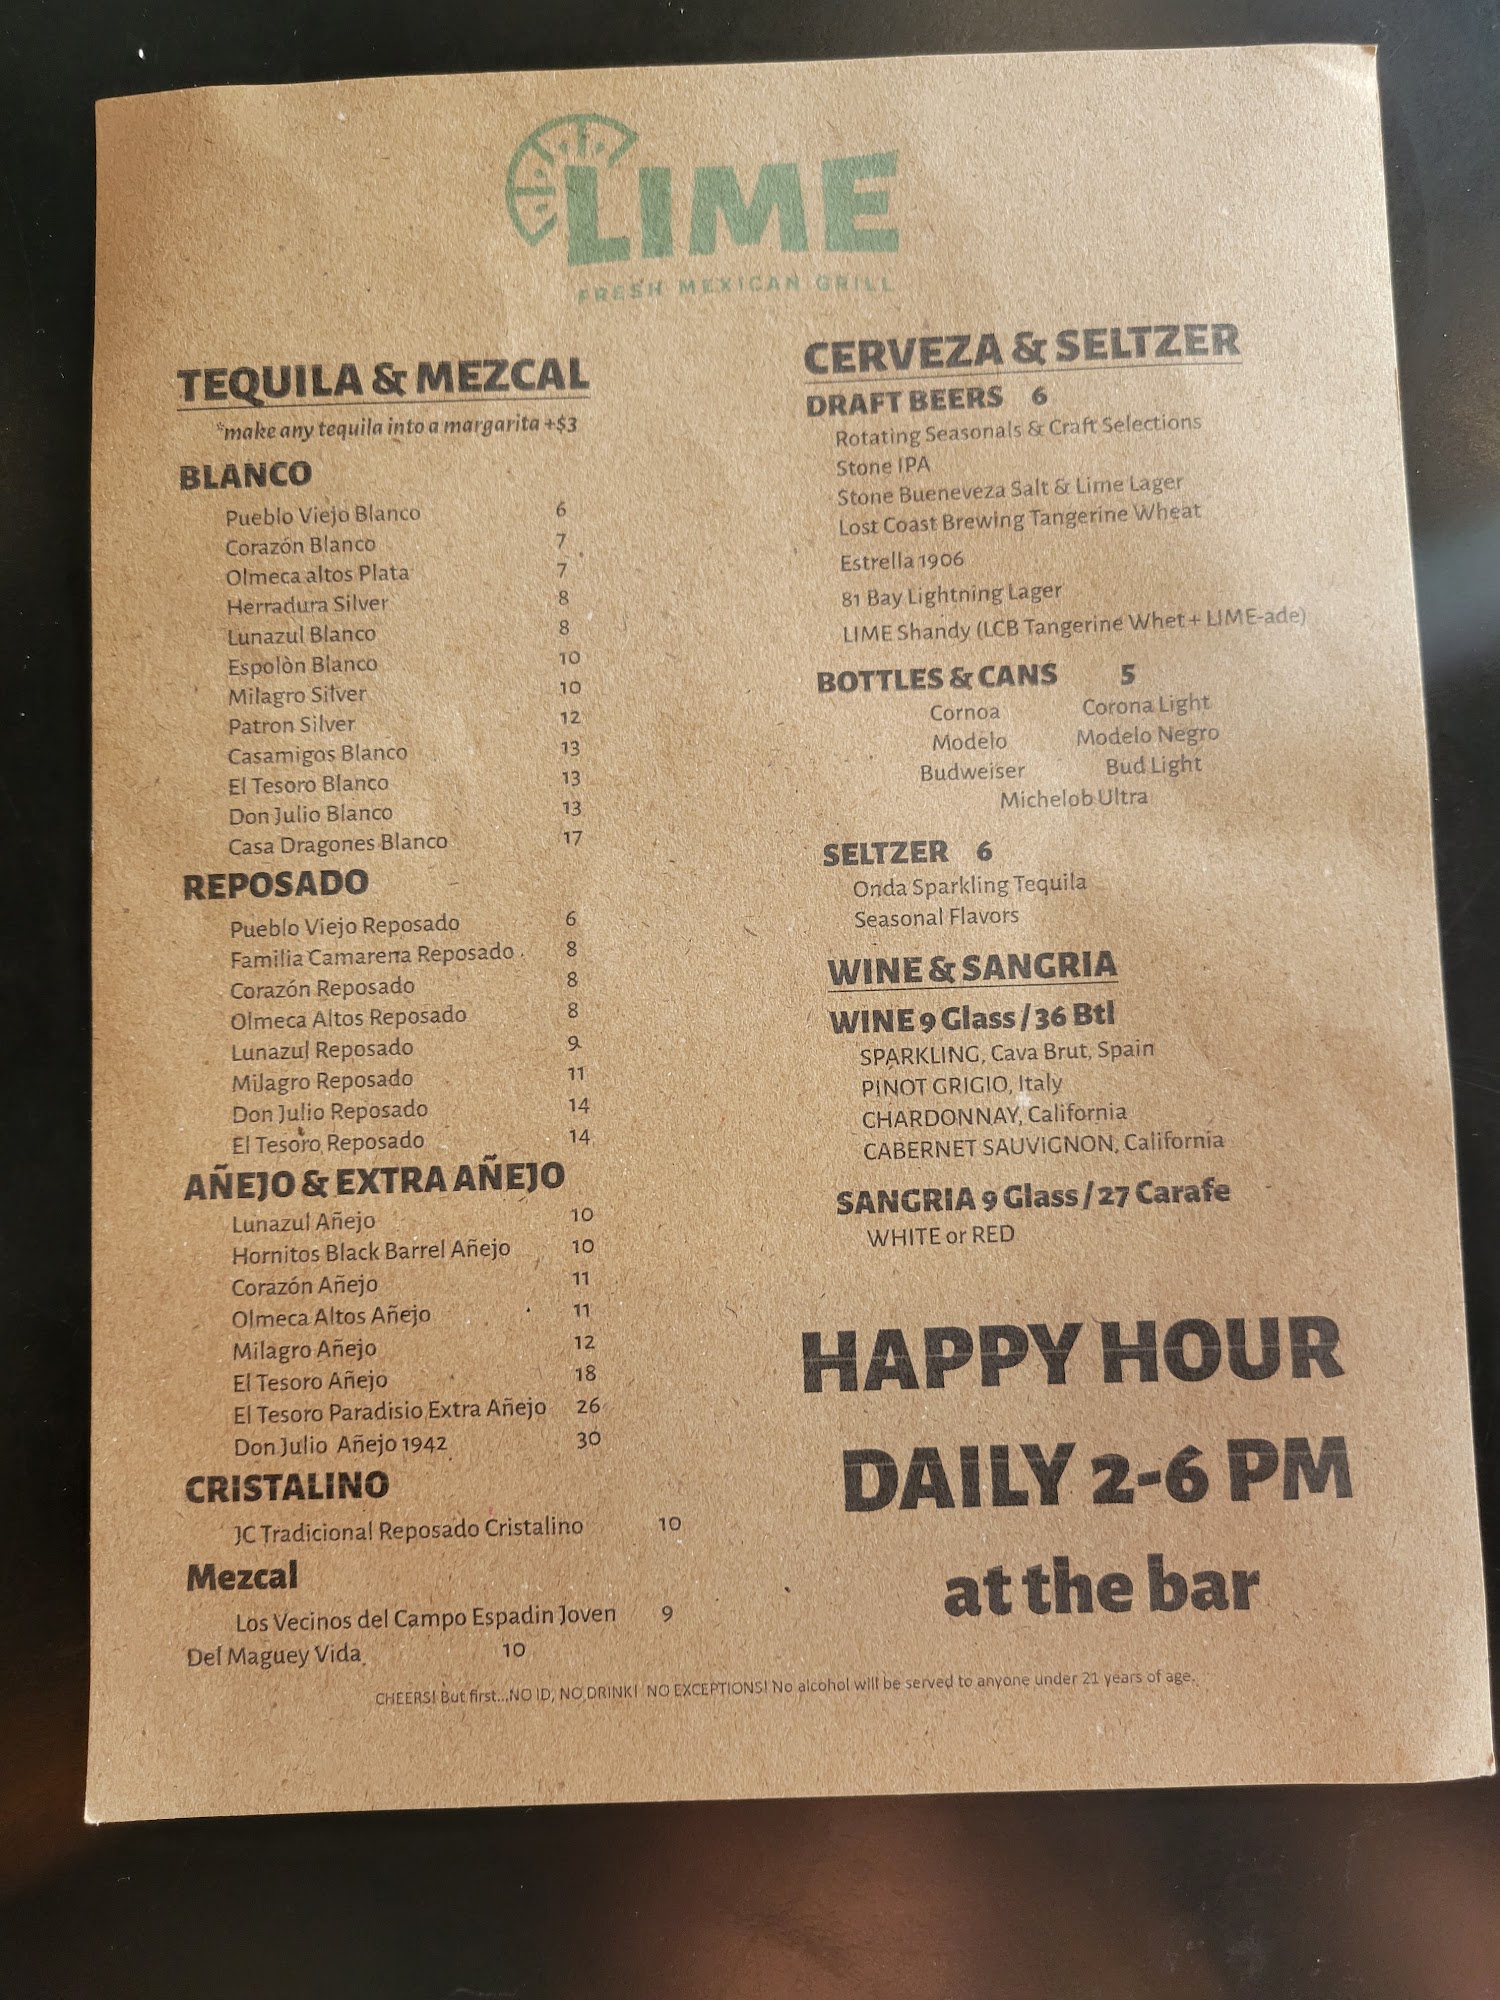 LIME
FRESH MEXICAN GRILL
TEQUILA & MEZCAL
*make any tequila into a margarita +$3
BLANCO
Pueblo Viejo Blanco 6
Corazón Blanco 7
Olmeca altos Plata 7
Herradura Silver 8
Lunazul Blanco 8
Espolòn Blanco 10
Milagro Silver 10
Patron Silver 12
Casamigos Blanco 13
El Tesoro Blanco 13
Don Julio Blanco 13
Casa Dragones Blanco 17
REPOSADO
Pueblo Viejo Reposado 6
Familia Camarena Reposado 8
Corazón Reposado 8
Olmeca Altos Reposado 8
Lunazul Reposado 9
Milagro Reposado 11
Don Julio Reposado 14
El Tesoro Reposado 14
AÑEJO & EXTRA AÑEJO
Lunazul Añejo 10
Hornitos Black Barrel Añejo 10
Corazón Añejo 11
Olmeca Altos Añejo 11
Milagro Añejo 12
El Tesoro Añejo 18
El Tesoro Paradisio Extra Añejo 26
Don Julio Añejo 1942 30
CRISTALINO
JC Tradicional Reposado Cristalino 10
Mezcal
Los Vecinos del Campo Espadin Joven 9
Del Maguey Vida 10
CERVEZA & SELTZER
DRAFT BEERS 6
Rotating Seasonals & Craft Selections
Stone IPA
Stone Bueneveza Salt & Lime Lager
Lost Coast Brewing Tangerine Wheat
Estrella 1906
81 Bay Lightning Lager
LIME Shandy (LCB Tangerine Whet + LIME-ade)
BOTTLES & CANS 5
Cornoa Corona Light
Modelo Modelo Negro
Budweiser Bud Light
Michelob Ultra
SELTZER 6
Onda Sparkling Tequila
Seasonal Flavors
WINE & SANGRIA
WINE 9 Glass / 36 Btl
SPARKLING, Cava Brut, Spain
PINOT GRIGIO, Italy
CHARDONNAY, California
CABERNET SAUVIGNON, California
SANGRIA 9 Glass / 27 Carafe
WHITE or RED
HAPPY HOUR
DAILY 2-6 PM
at the bar
CHEERS! But first...NO ID, NO DRINK! NO EXCEPTIONS! No alcohol will be served to anyone under 21 years of age.